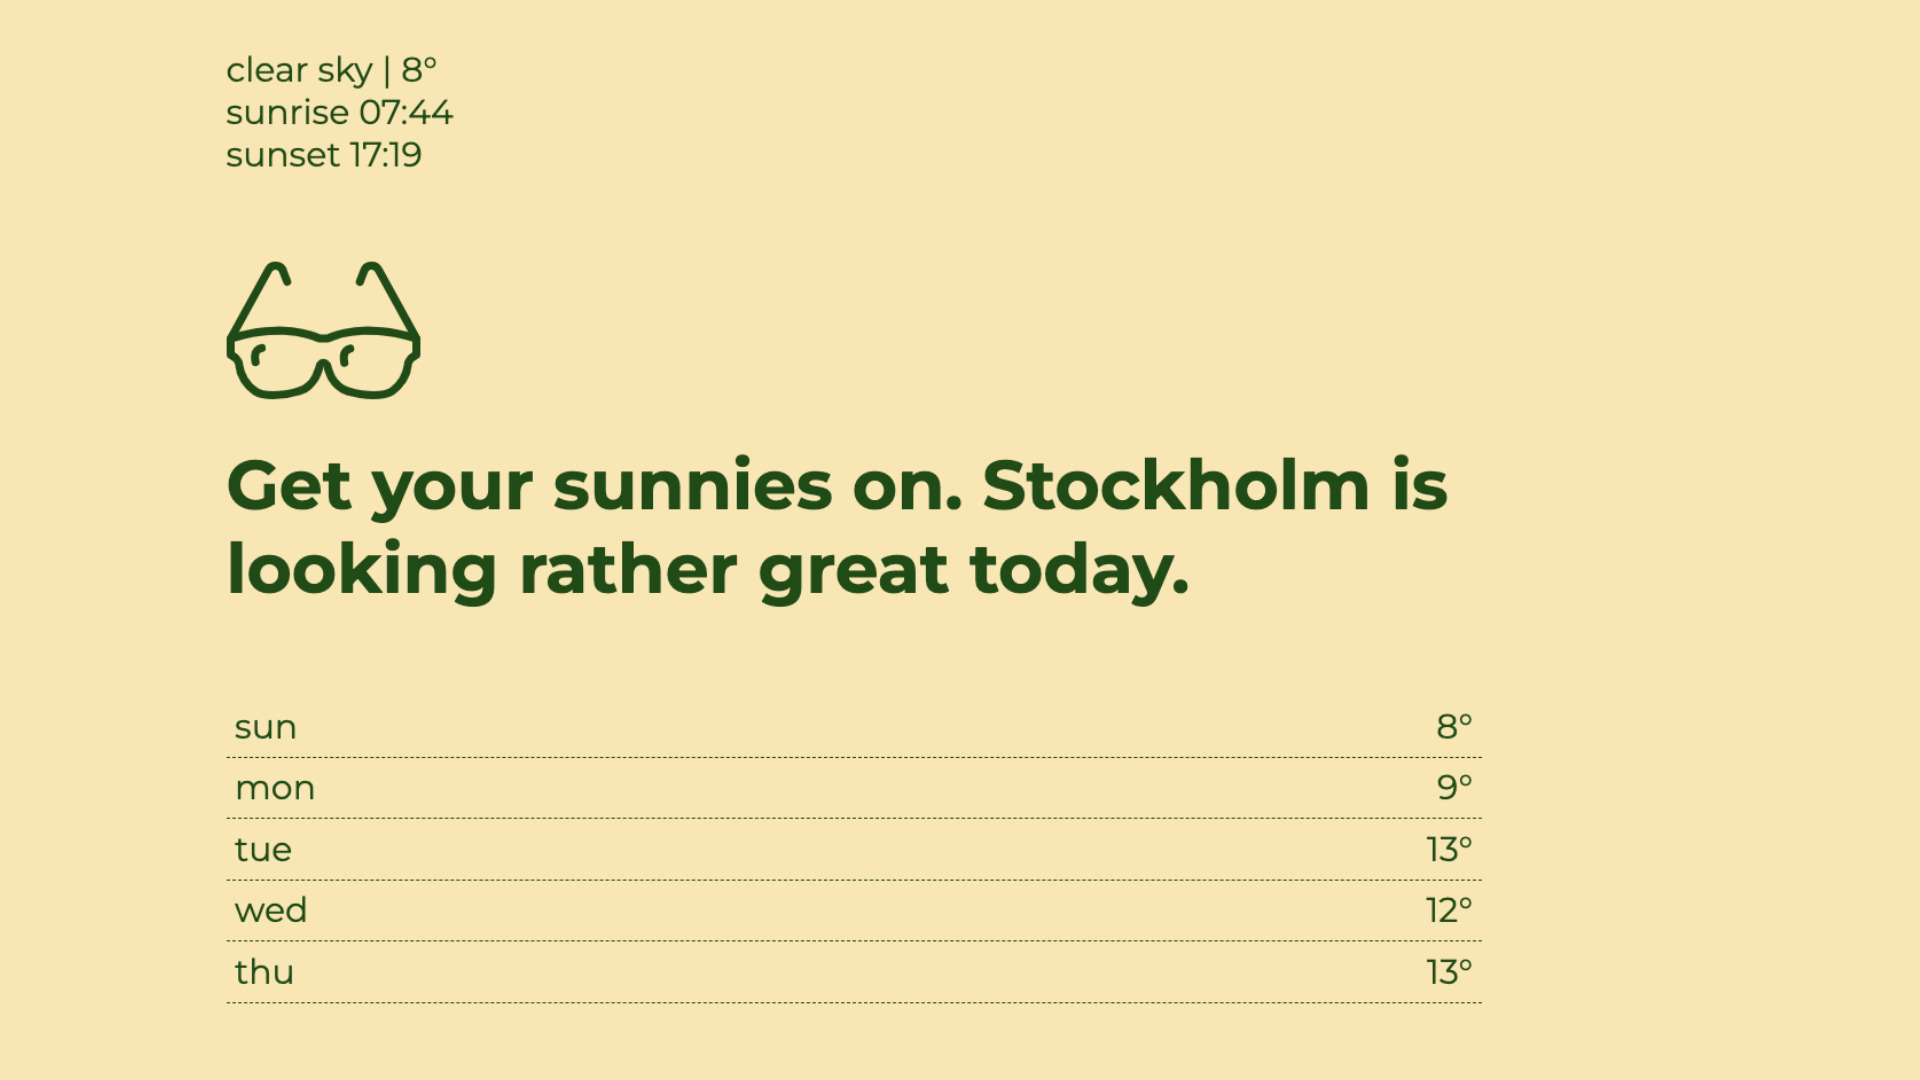 clear sky | 8°
sunrise 07:44
sunset 17:19
Get your sunnies on. Stockholm is
looking rather great today.
sun 8°
mon 9°
tue 13°
wed 12°
thu 13°